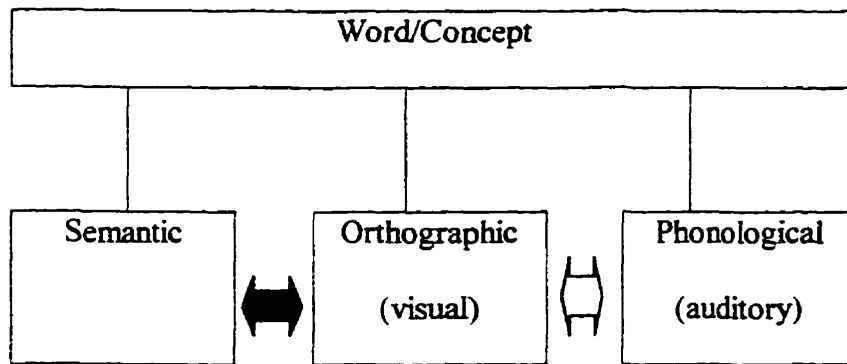 Word/Concept
Semantic
Orthographic
(visual)
Phonological
(auditory)